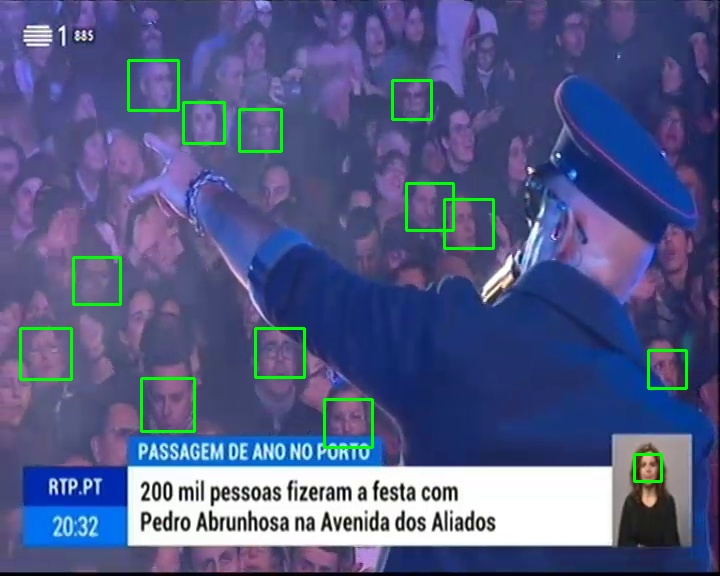 1 885
PASSAGEM DE ANO NO PORTO
RTP.PT
200 mil pessoas fizeram a festa com
20:32
Pedro Abrunhosa na Avenida dos Aliados